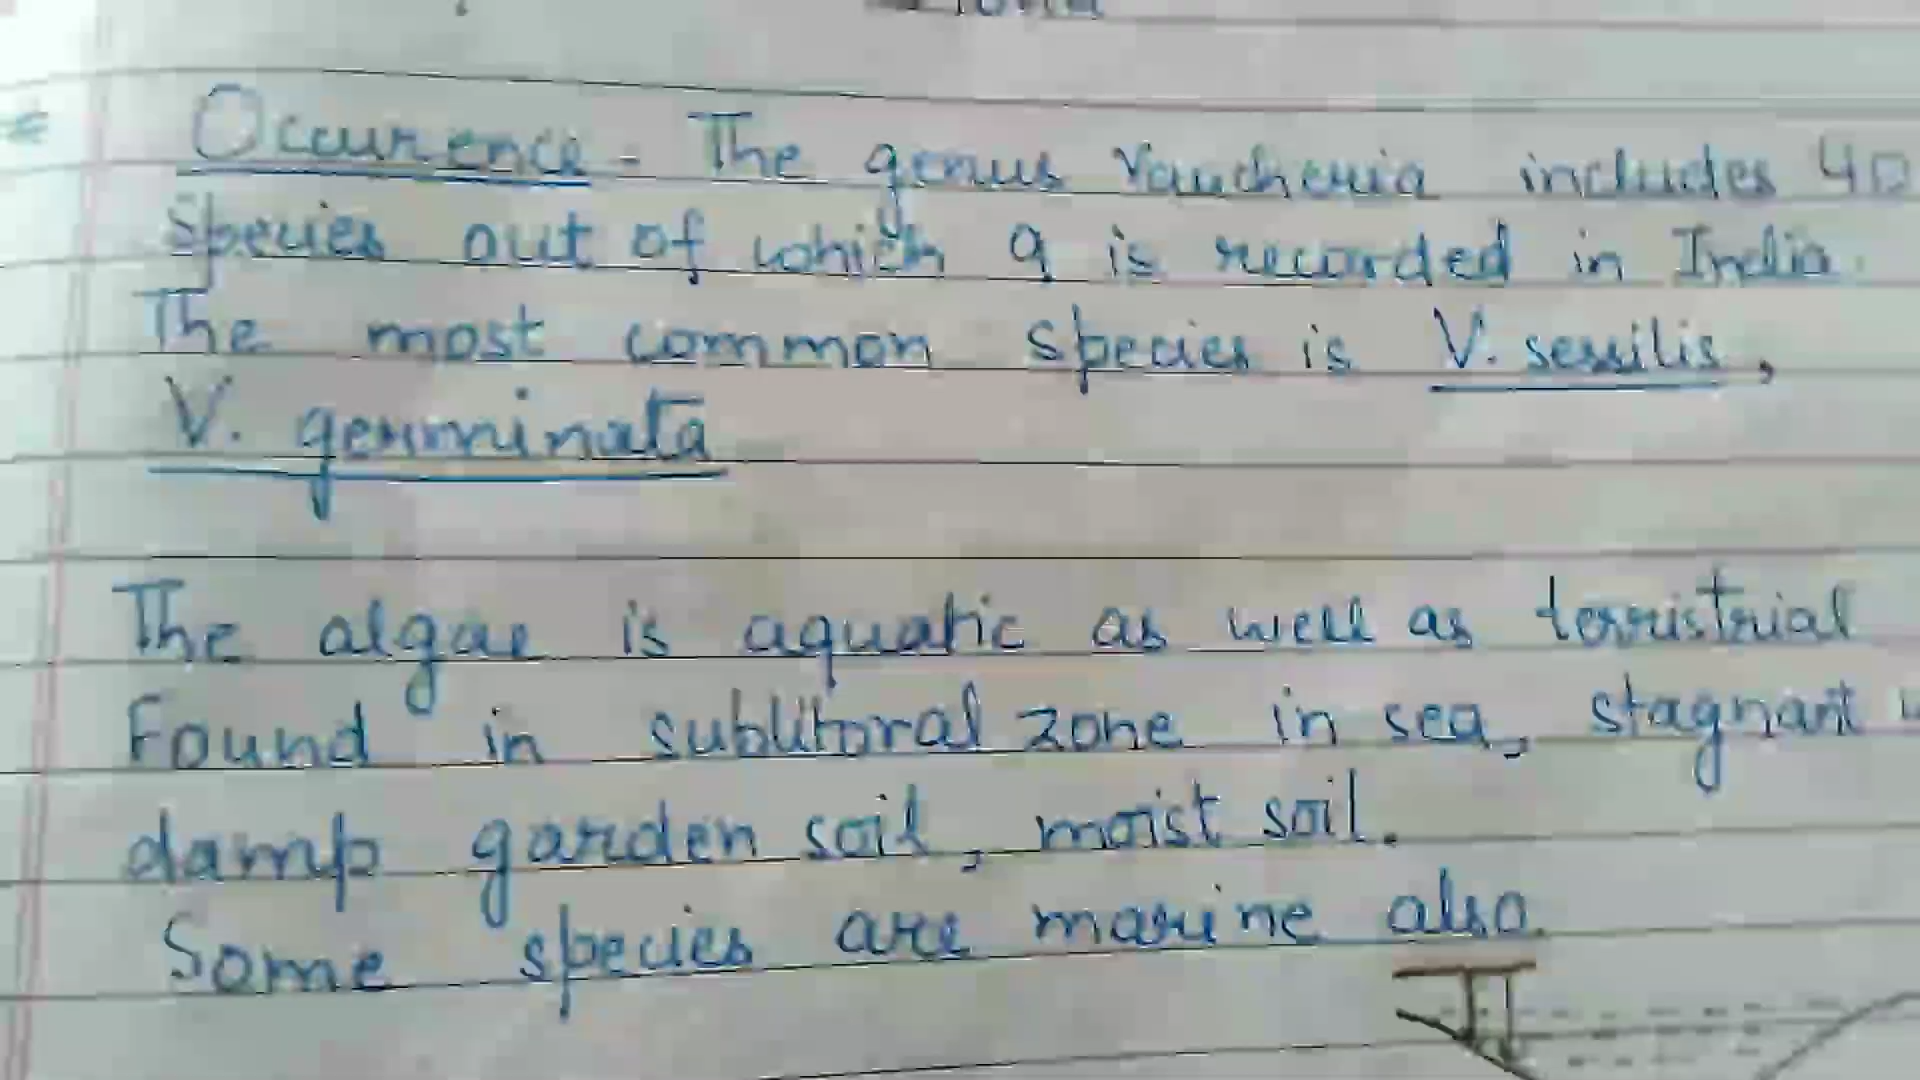 Occurence - The genus Vaucheria includes 40
species out of which 9 is recorded in India.
The most common species is V. sessilis,
V. germinata
The algae is aquatic as well as terristrial
Found in sublitoral zone in sea, stagnant
damp garden soil, moist soil.
Some species are marine also.